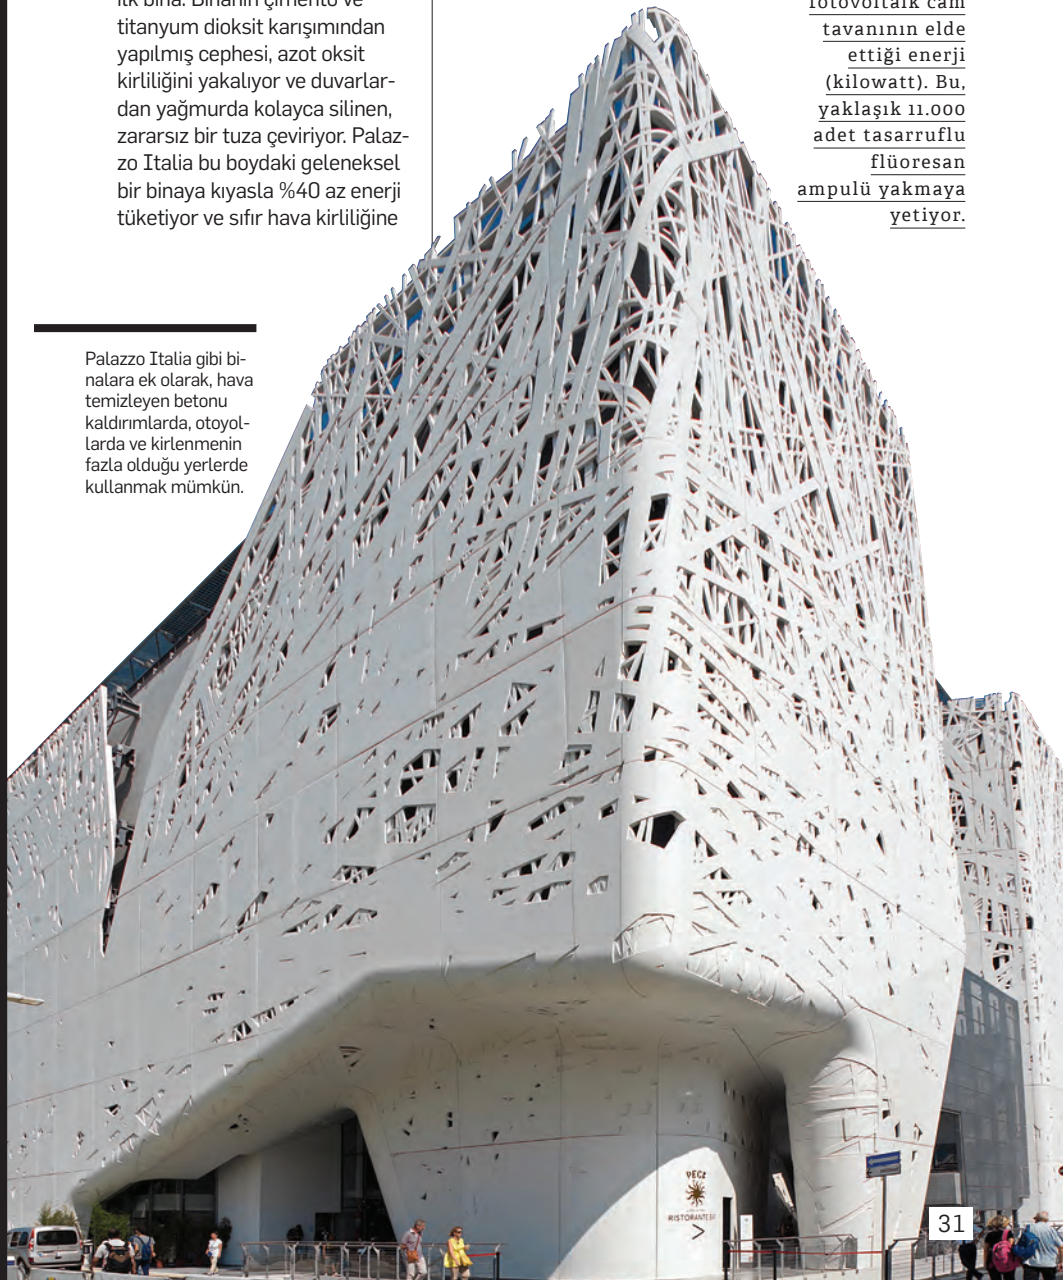 ilk bina. Binanın çimento ve
titanyum dioksit karışımından
yapılmış cephesi, azot oksit
kirliliğini yakalıyor ve duvarlar-
dan yağmurda kolayca silinen,
zararsız bir tuza çeviriyor. Palaz-
zo Italia bu boydaki geleneksel
bir binaya kıyasla %40 az enerji
tüketiyor ve sıfır hava kirliliğine
fotovoltaik cam
tavanının elde
ettiği enerji
(kilowatt). Bu,
yaklaşık 11.000
adet tasarruflu
flüoresan
ampulü yakmaya
yetiyor.
Palazzo Italia gibi bi-
nalara ek olarak, hava
temizleyen betonu
kaldırımlarda, otoyol-
larda ve kirlenmenin
fazla olduğu yerlerde
kullanmak mümkün.
PECK
31